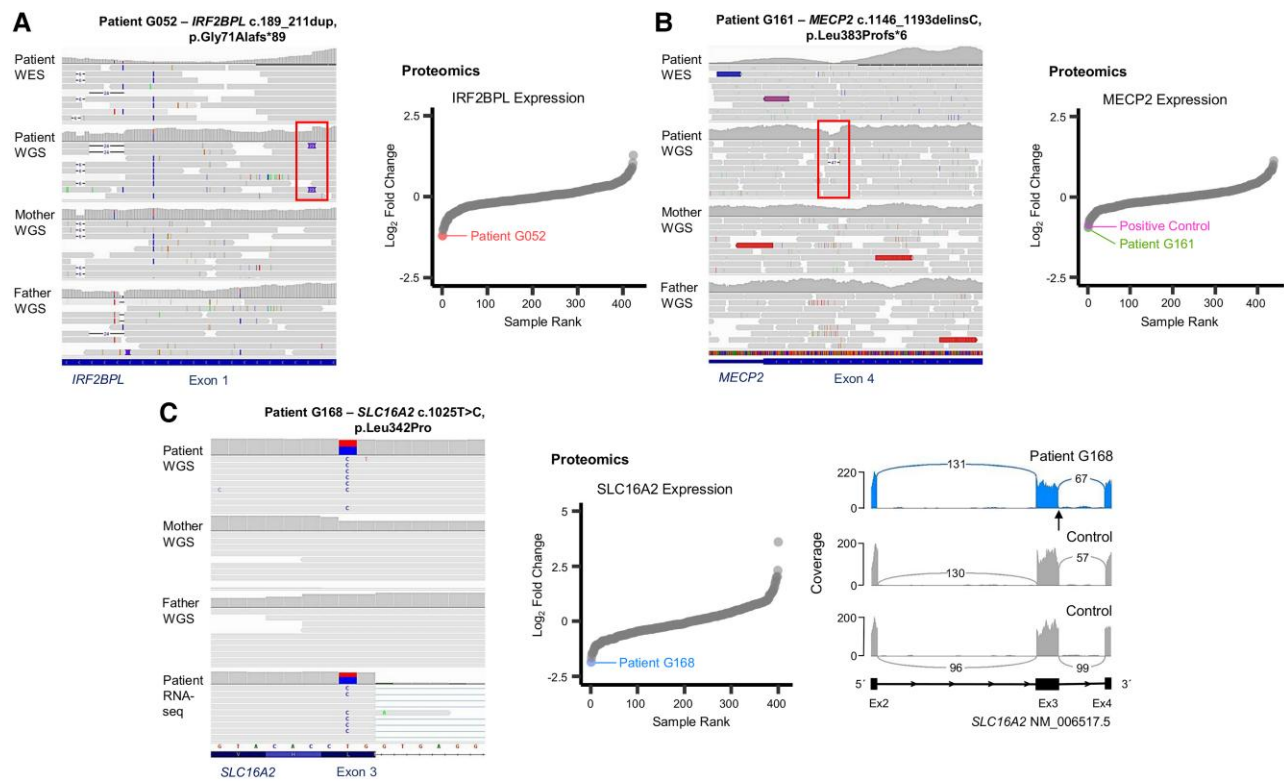 A
Patient G052 – IRF2BPL c.189_211dup,
p.Gly71Alafs*89
Patient
WES
Patient
WGS
Mother
WGS
Father
WGS
IRF2BPL Exon 1
Proteomics
IRF2BPL Expression
Log2 Fold Change
2.5
0
-2.5
Patient G052
0 100 200 300 400
Sample Rank
B
Patient G161 – MECP2 c.1146_1193delinsC,
p.Leu383Profs*6
Patient
WES
Patient
WGS
Mother
WGS
Father
WGS
MECP2 Exon 4
Proteomics
MECP2 Expression
Log2 Fold Change
2.5
0
-2.5
Positive Control
Patient G161
0 100 200 300 400
Sample Rank
C
Patient G168 – SLC16A2 c.1025T>C,
p.Leu342Pro
Patient
WGS
C T
C
C
C
C C
C
C
Mother
WGS
Father
WGS
Patient
RNA-
seq
C
C
C A
C
C
C
G T A C A C C T G G T G A G G
SLC16A2 Exon 3
Proteomics
SLC16A2 Expression
Log2 Fold Change
5
2.5
0
-2.5
Patient G168
0 100 200 300 400
Sample Rank
Patient G168
220
0
131
67
Control
200
0
130
57
Control
200
0
96
99
Coverage
5´ 3´
Ex2 Ex3 Ex4
SLC16A2 NM_006517.5